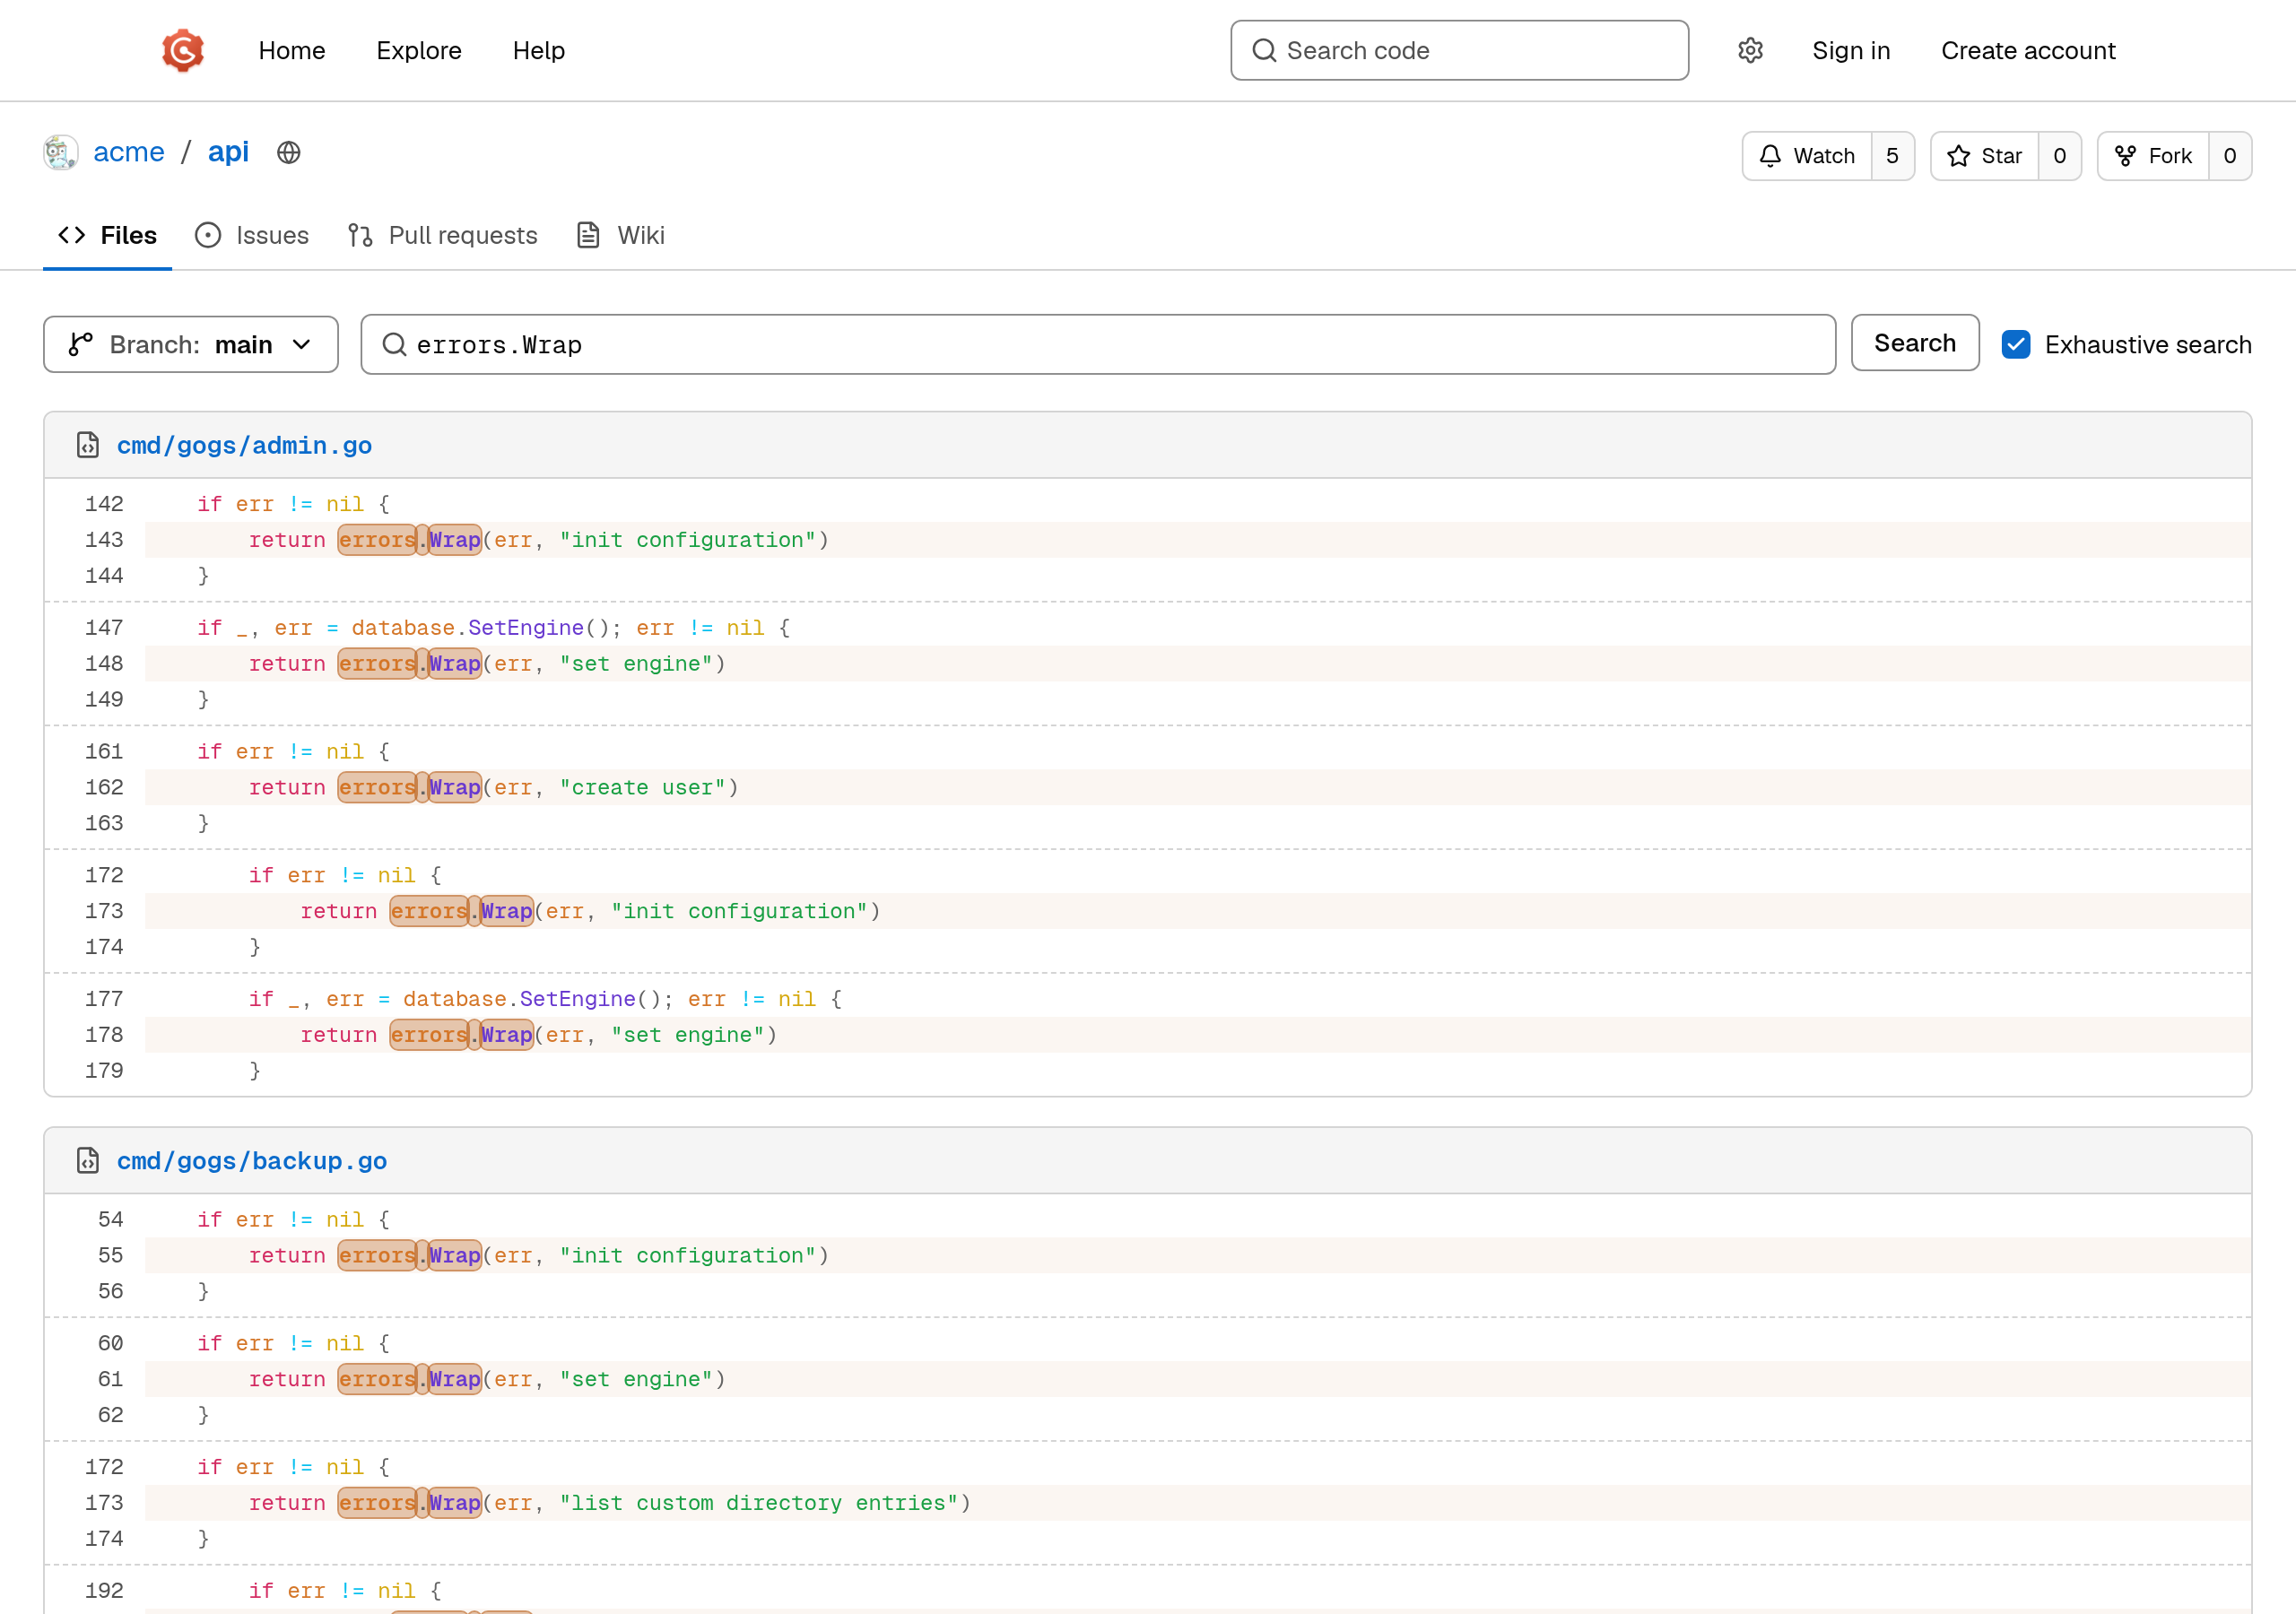 Home Explore Help Search code Sign in Create account
acme / api Watch 5 Star 0 Fork 0
Files Issues Pull requests Wiki
Branch: main errors.Wrap Search Exhaustive search
cmd/gogs/admin.go
142 if err != nil {
143 return errors.Wrap(err, "init configuration")
144 }
147 if _, err = database.SetEngine(); err != nil {
148 return errors.Wrap(err, "set engine")
149 }
161 if err != nil {
162 return errors.Wrap(err, "create user")
163 }
172 if err != nil {
173 return errors.Wrap(err, "init configuration")
174 }
177 if _, err = database.SetEngine(); err != nil {
178 return errors.Wrap(err, "set engine")
179 }
cmd/gogs/backup.go
54 if err != nil {
55 return errors.Wrap(err, "init configuration")
56 }
60 if err != nil {
61 return errors.Wrap(err, "set engine")
62 }
172 if err != nil {
173 return errors.Wrap(err, "list custom directory entries")
174 }
192 if err != nil {